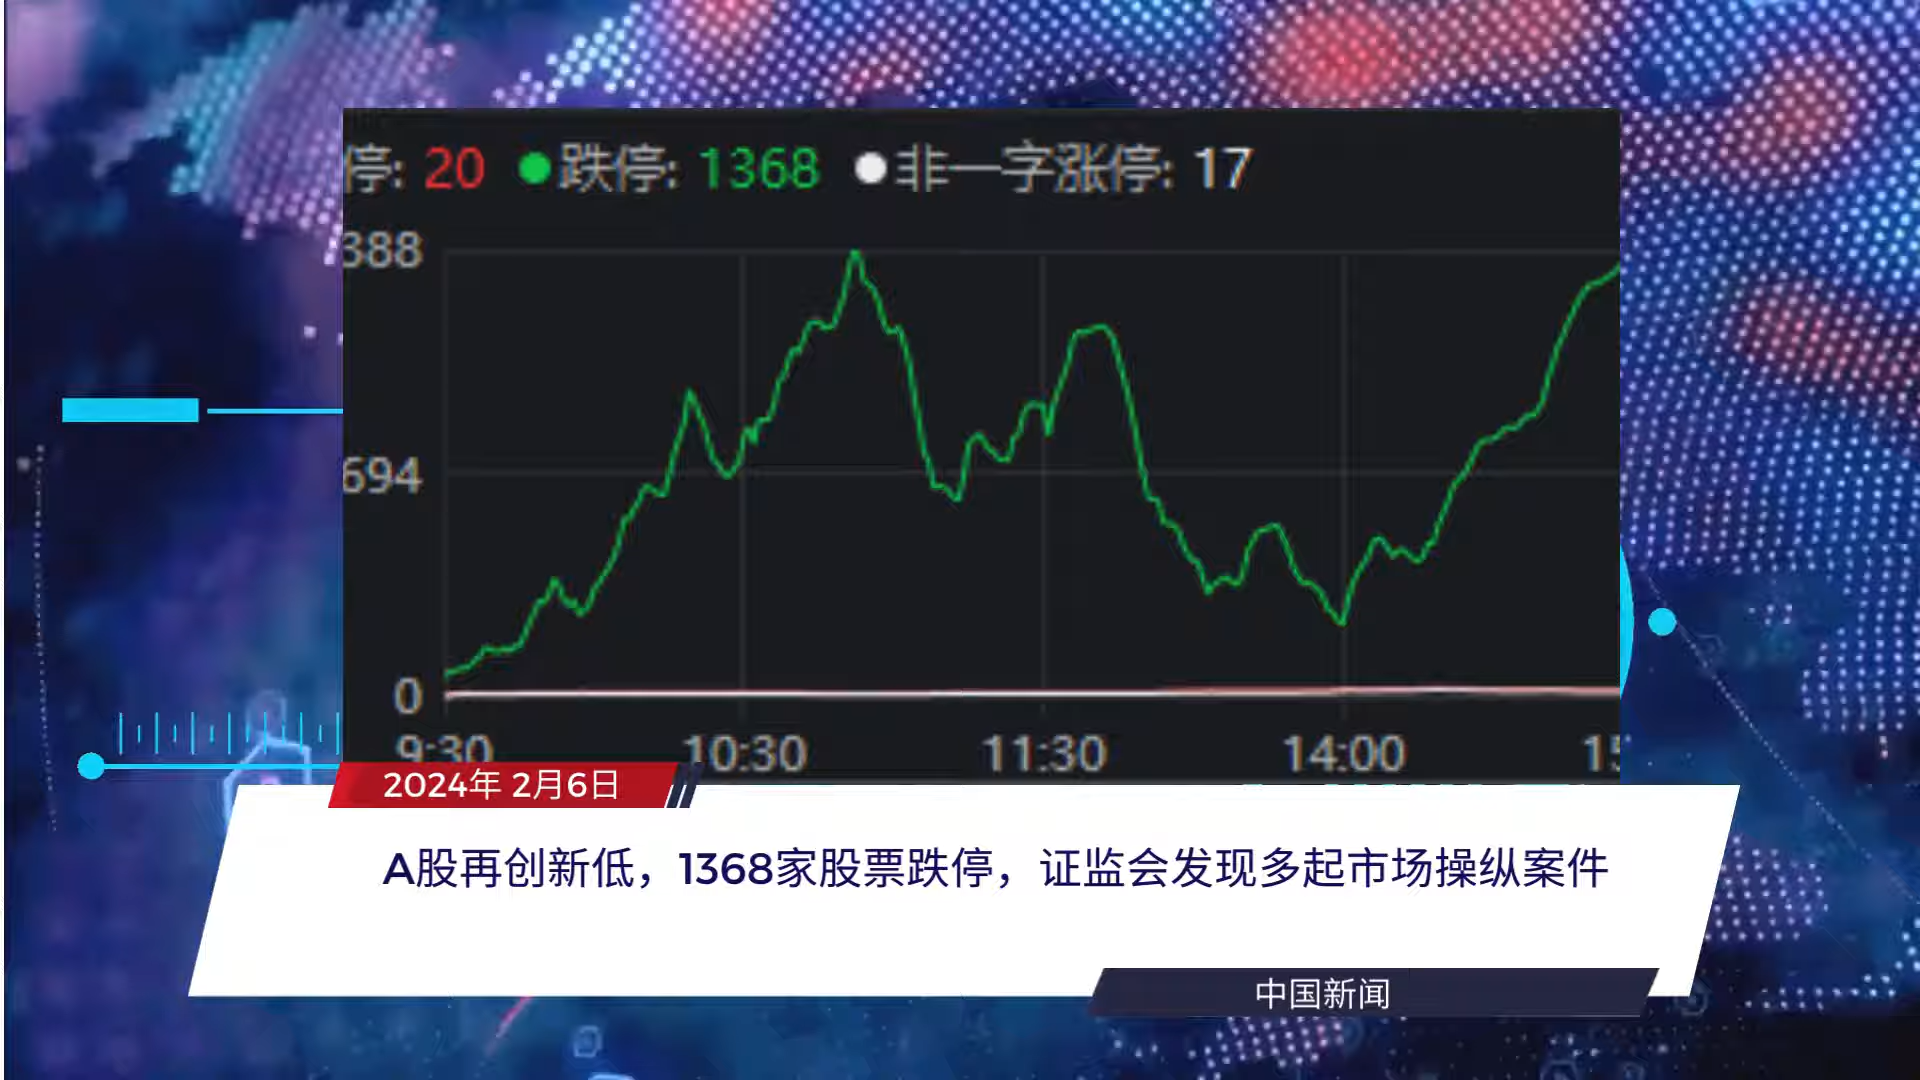 停: 20 跌停: 1368 非一字涨停: 17
388
694
0
9:30 10:30 11:30 14:00
2024年 2月6日
A股再创新低，1368家股票跌停，证监会发现多起市场操纵案件
中国新闻